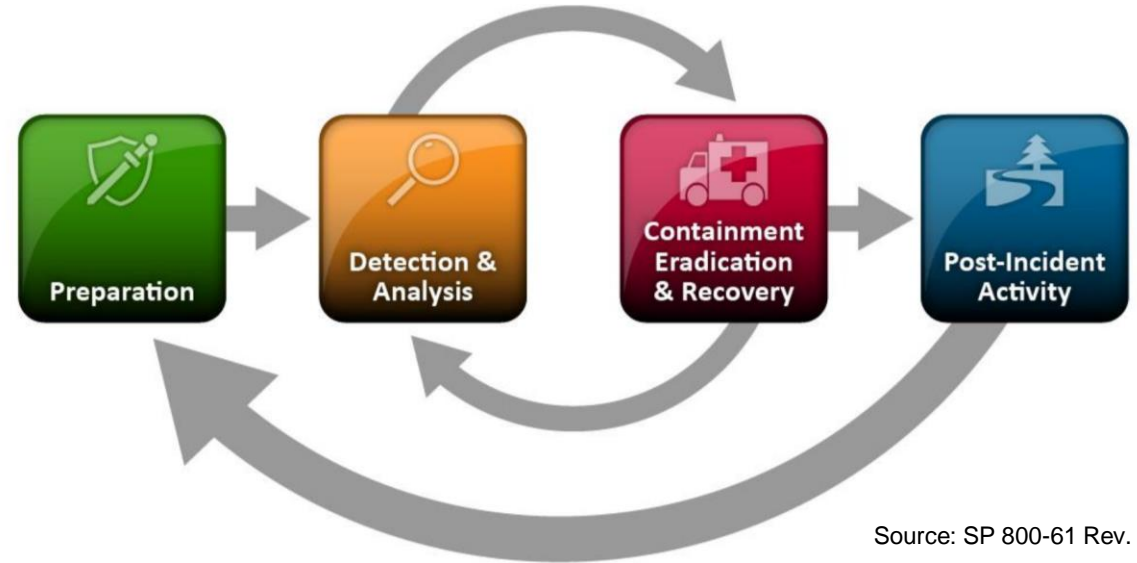 Preparation
Detection &
Analysis
Containment
Eradication
& Recovery
Post-Incident
Activity
Source: SP 800-61 Rev.